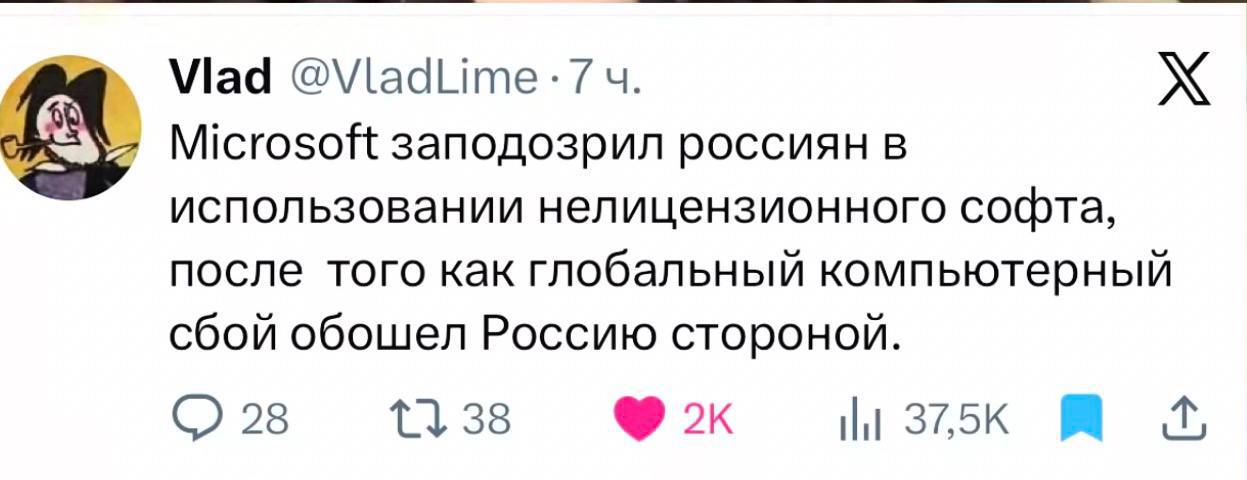 Vlad @VladLime · 7 ч.
Microsoft заподозрил россиян в
использовании нелицензионного софта,
после того как глобальный компьютерный
сбой обошел Россию стороной.
28 38 2K 37,5K